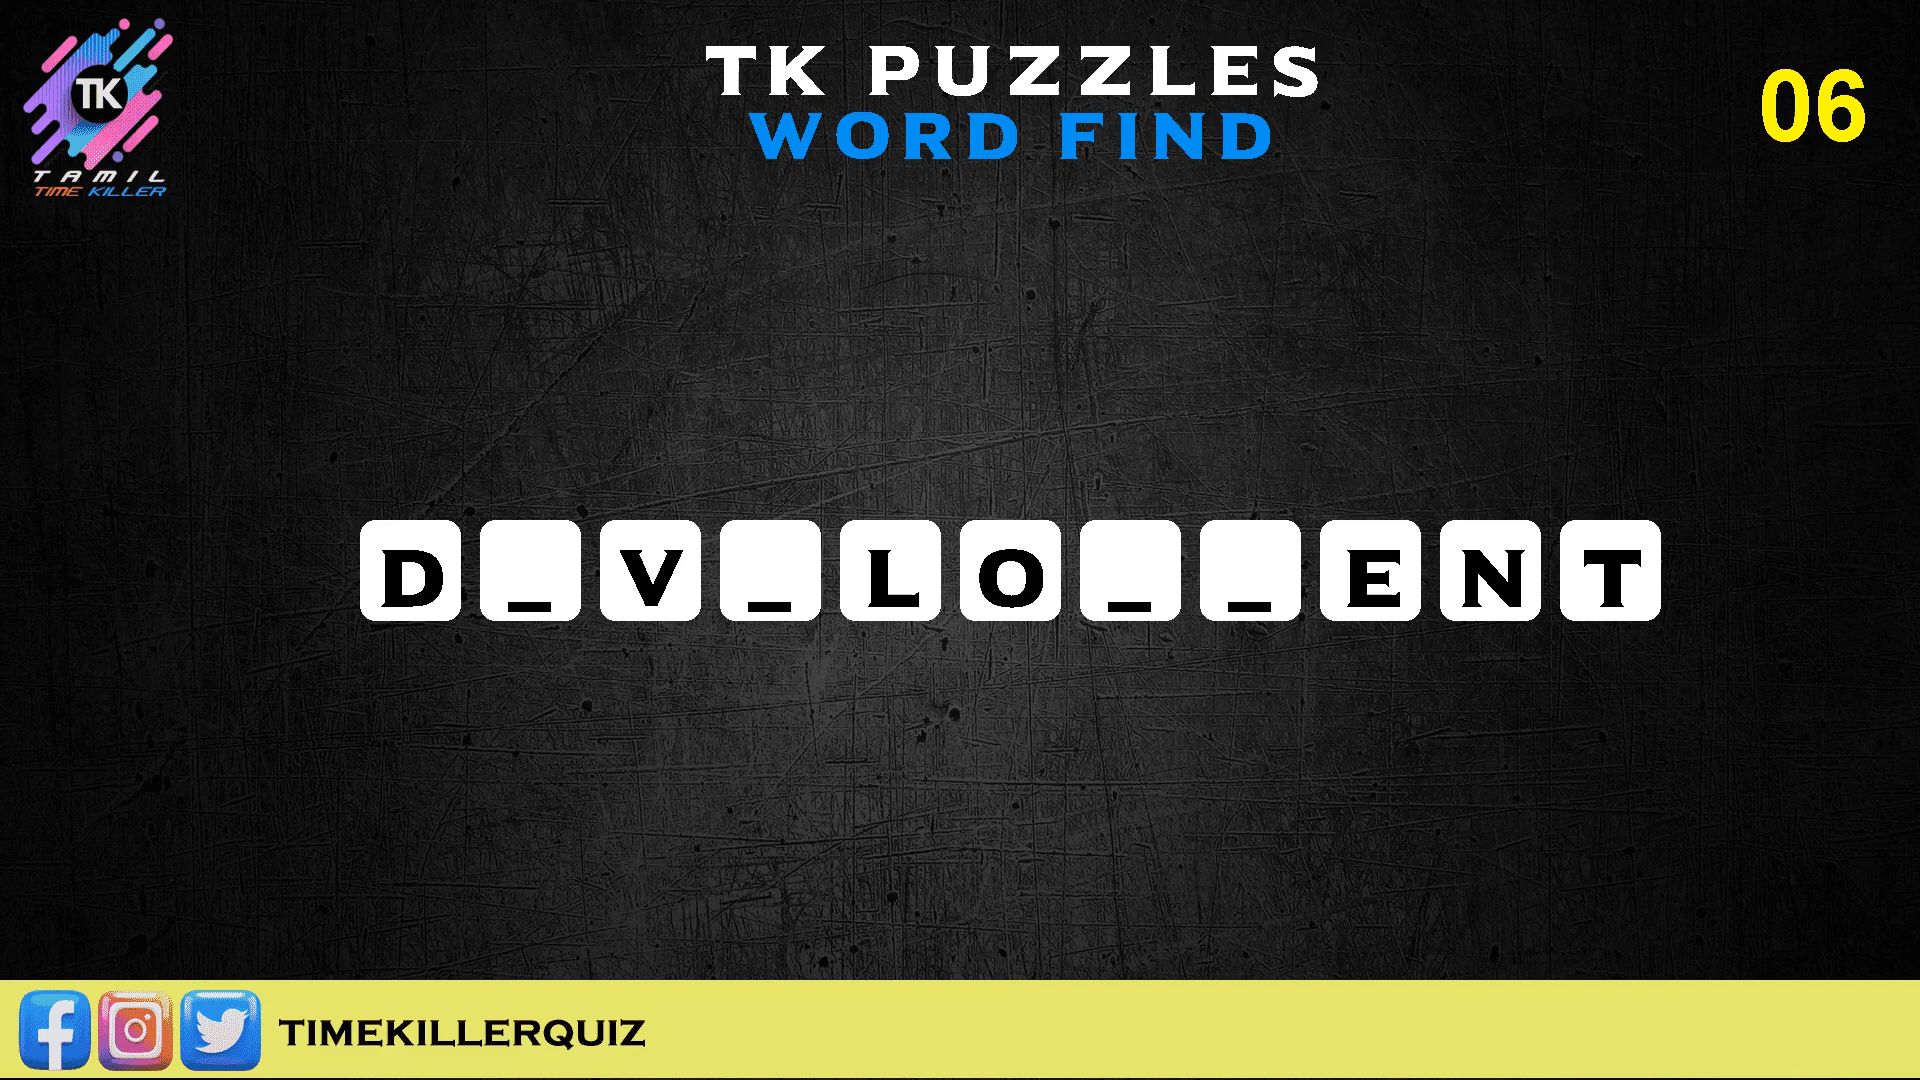 TK
TAMIL
TIME KILLER
TK PUZZLES
WORD FIND
06
D _ V _ L O _ _ E N T
TIMEKILLERQUIZ